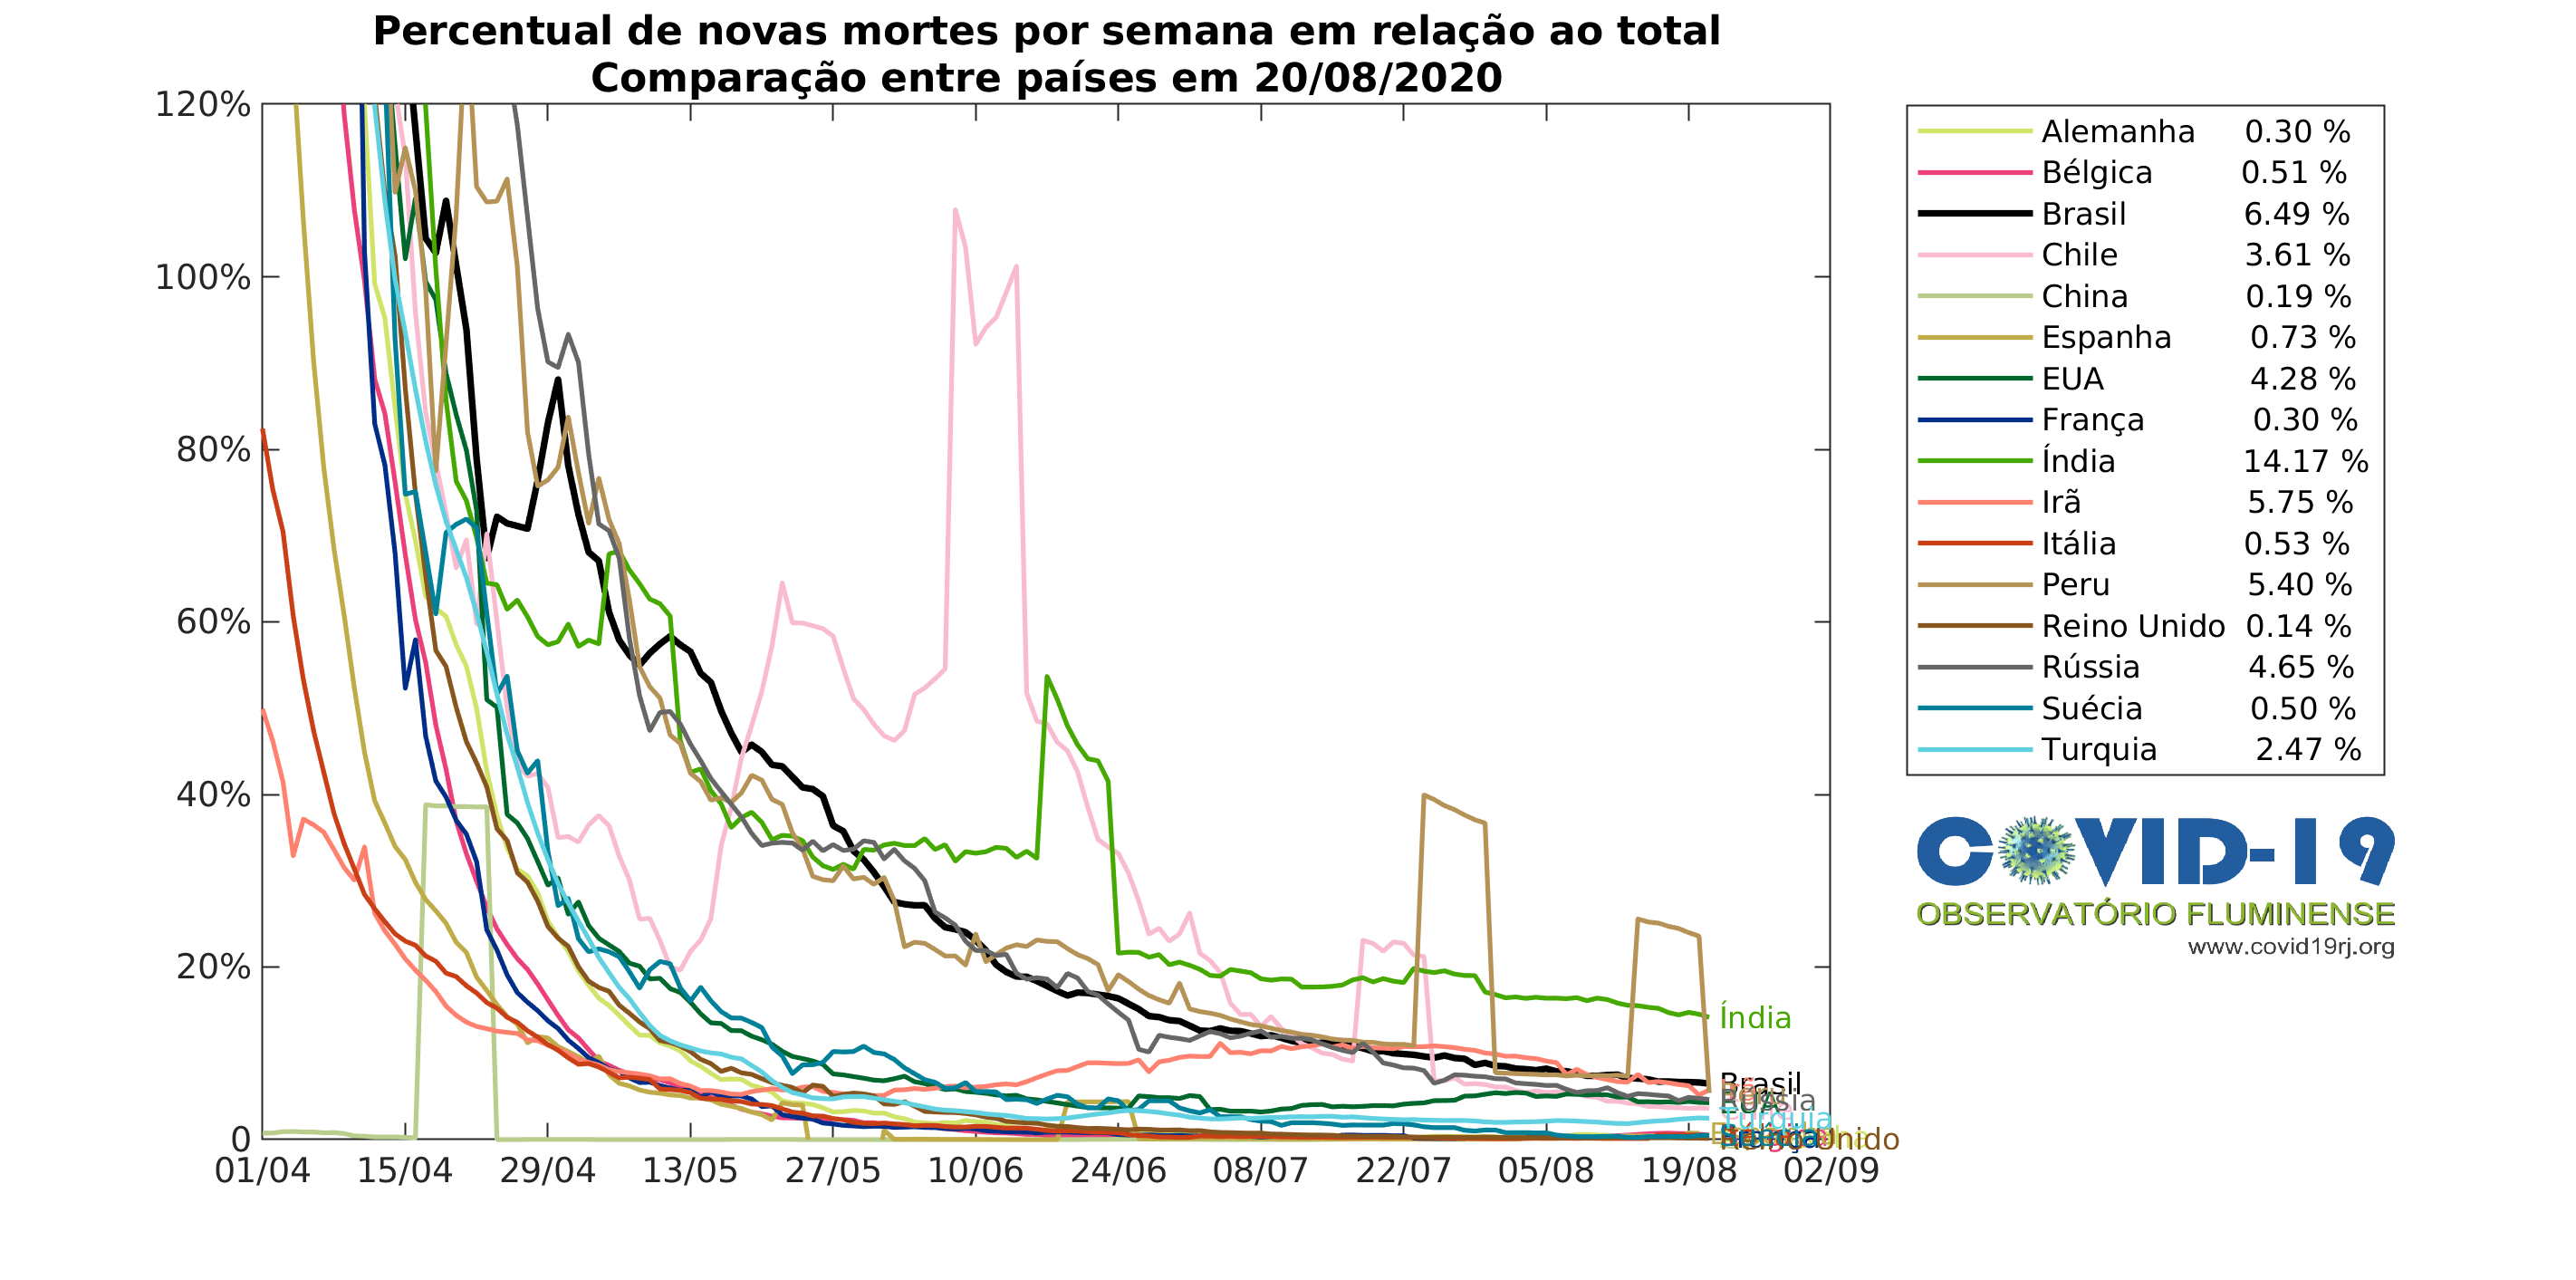 Percentual de novas mortes por semana em relação ao total
Comparação entre países em 20/08/2020
120%
100%
80%
60%
40%
20%
0
01/04 15/04 29/04 13/05 27/05 10/06 24/06 08/07 22/07 05/08 19/08 02/09
Índia
Brasil
Rússia
EUA
Turquia
França
Alemanha 0.30 %
Bélgica 0.51 %
Brasil 6.49 %
Chile 3.61 %
China 0.19 %
Espanha 0.73 %
EUA 4.28 %
França 0.30 %
Índia 14.17 %
Irã 5.75 %
Itália 0.53 %
Peru 5.40 %
Reino Unido 0.14 %
Rússia 4.65 %
Suécia 0.50 %
Turquia 2.47 %
COVID-19
OBSERVATÓRIO FLUMINENSE
www.covid19rj.org